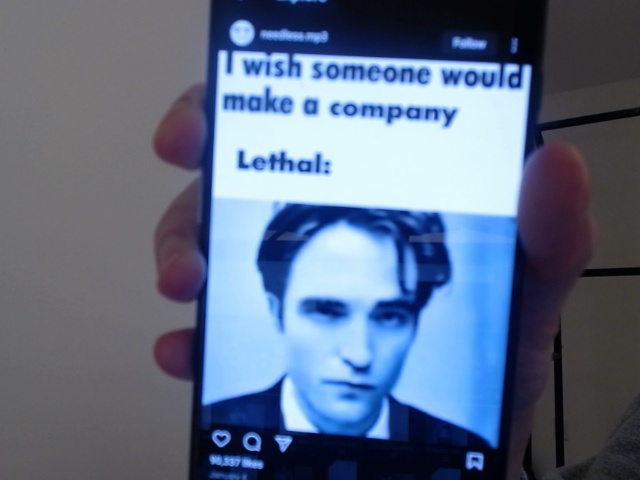 needless.mp3
Follow
I wish someone would
make a company
Lethal: